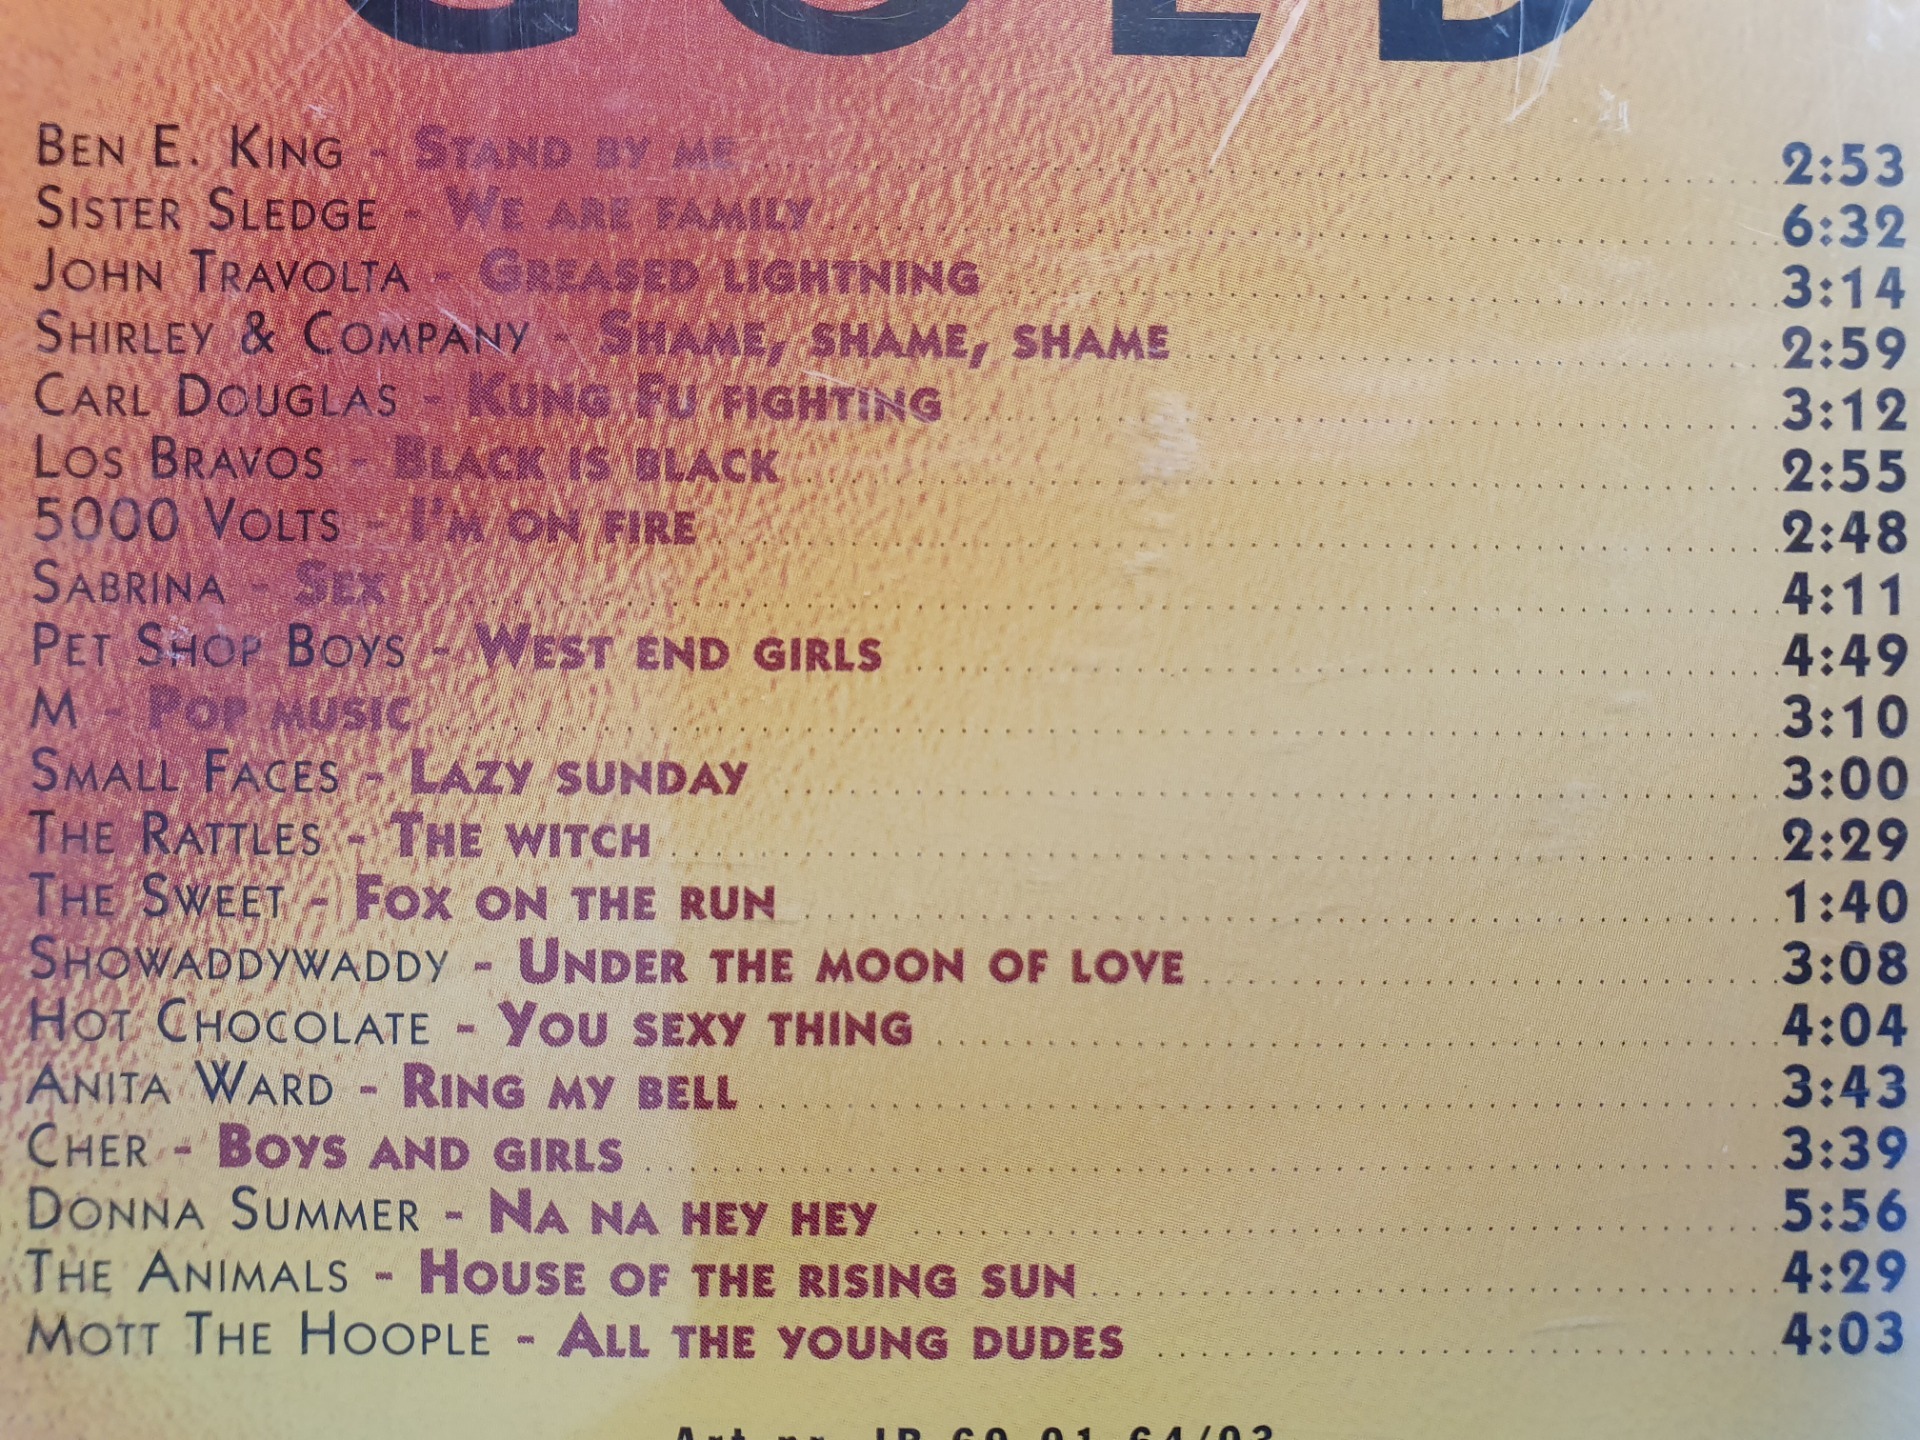 GOLD
BEN E. KING - STAND BY ME 2:53
SISTER SLEDGE - WE ARE FAMILY 6:32
JOHN TRAVOLTA - GREASED LIGHTNING 3:14
SHIRLEY & COMPANY - SHAME, SHAME, SHAME 2:59
CARL DOUGLAS - KUNG FU FIGHTING 3:12
LOS BRAVOS - BLACK IS BLACK 2:55
5000 VOLTS - I'M ON FIRE 2:48
SABRINA - SEX 4:11
PET SHOP BOYS - WEST END GIRLS 4:49
M - POP MUSIC 3:10
SMALL FACES - LAZY SUNDAY 3:00
THE RATTLES - THE WITCH 2:29
THE SWEET - FOX ON THE RUN 1:40
SHOWADDYWADDY - UNDER THE MOON OF LOVE 3:08
HOT CHOCOLATE - YOU SEXY THING 4:04
ANITA WARD - RING MY BELL 3:43
CHER - BOYS AND GIRLS 3:39
DONNA SUMMER - NA NA HEY HEY 5:56
THE ANIMALS - HOUSE OF THE RISING SUN 4:29
MOTT THE HOOPLE - ALL THE YOUNG DUDES 4:03
Art.nr.